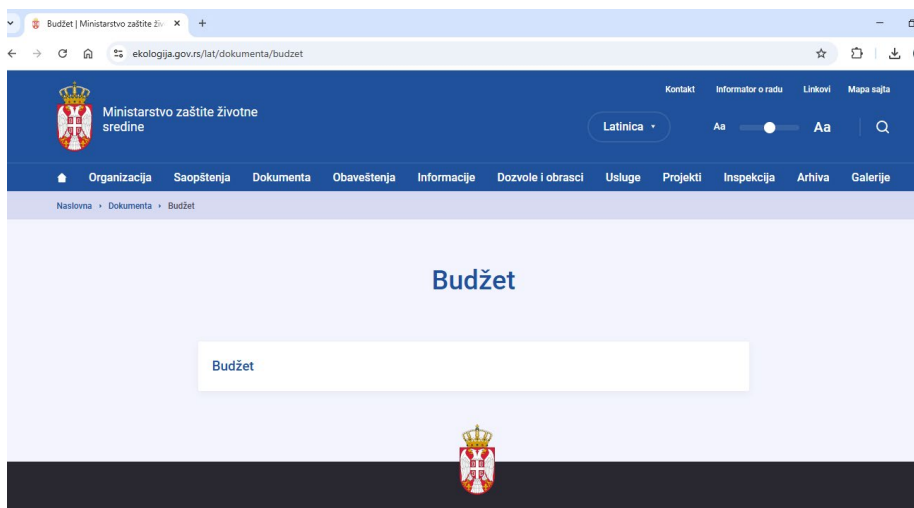 Budžet | Ministarstvo zaštite živ
ekologija.gov.rs/lat/dokumenta/budzet
Kontakt Informator o radu Linkovi Mapa sajta
Ministarstvo zaštite životne
sredine
Latinica
Aa Aa
Organizacija Saopštenja Dokumenta Obaveštenja Informacije Dozvole i obrasci Usluge Projekti Inspekcija Arhiva Galerije
Naslovna Dokumenta Budžet
Budžet
Budžet